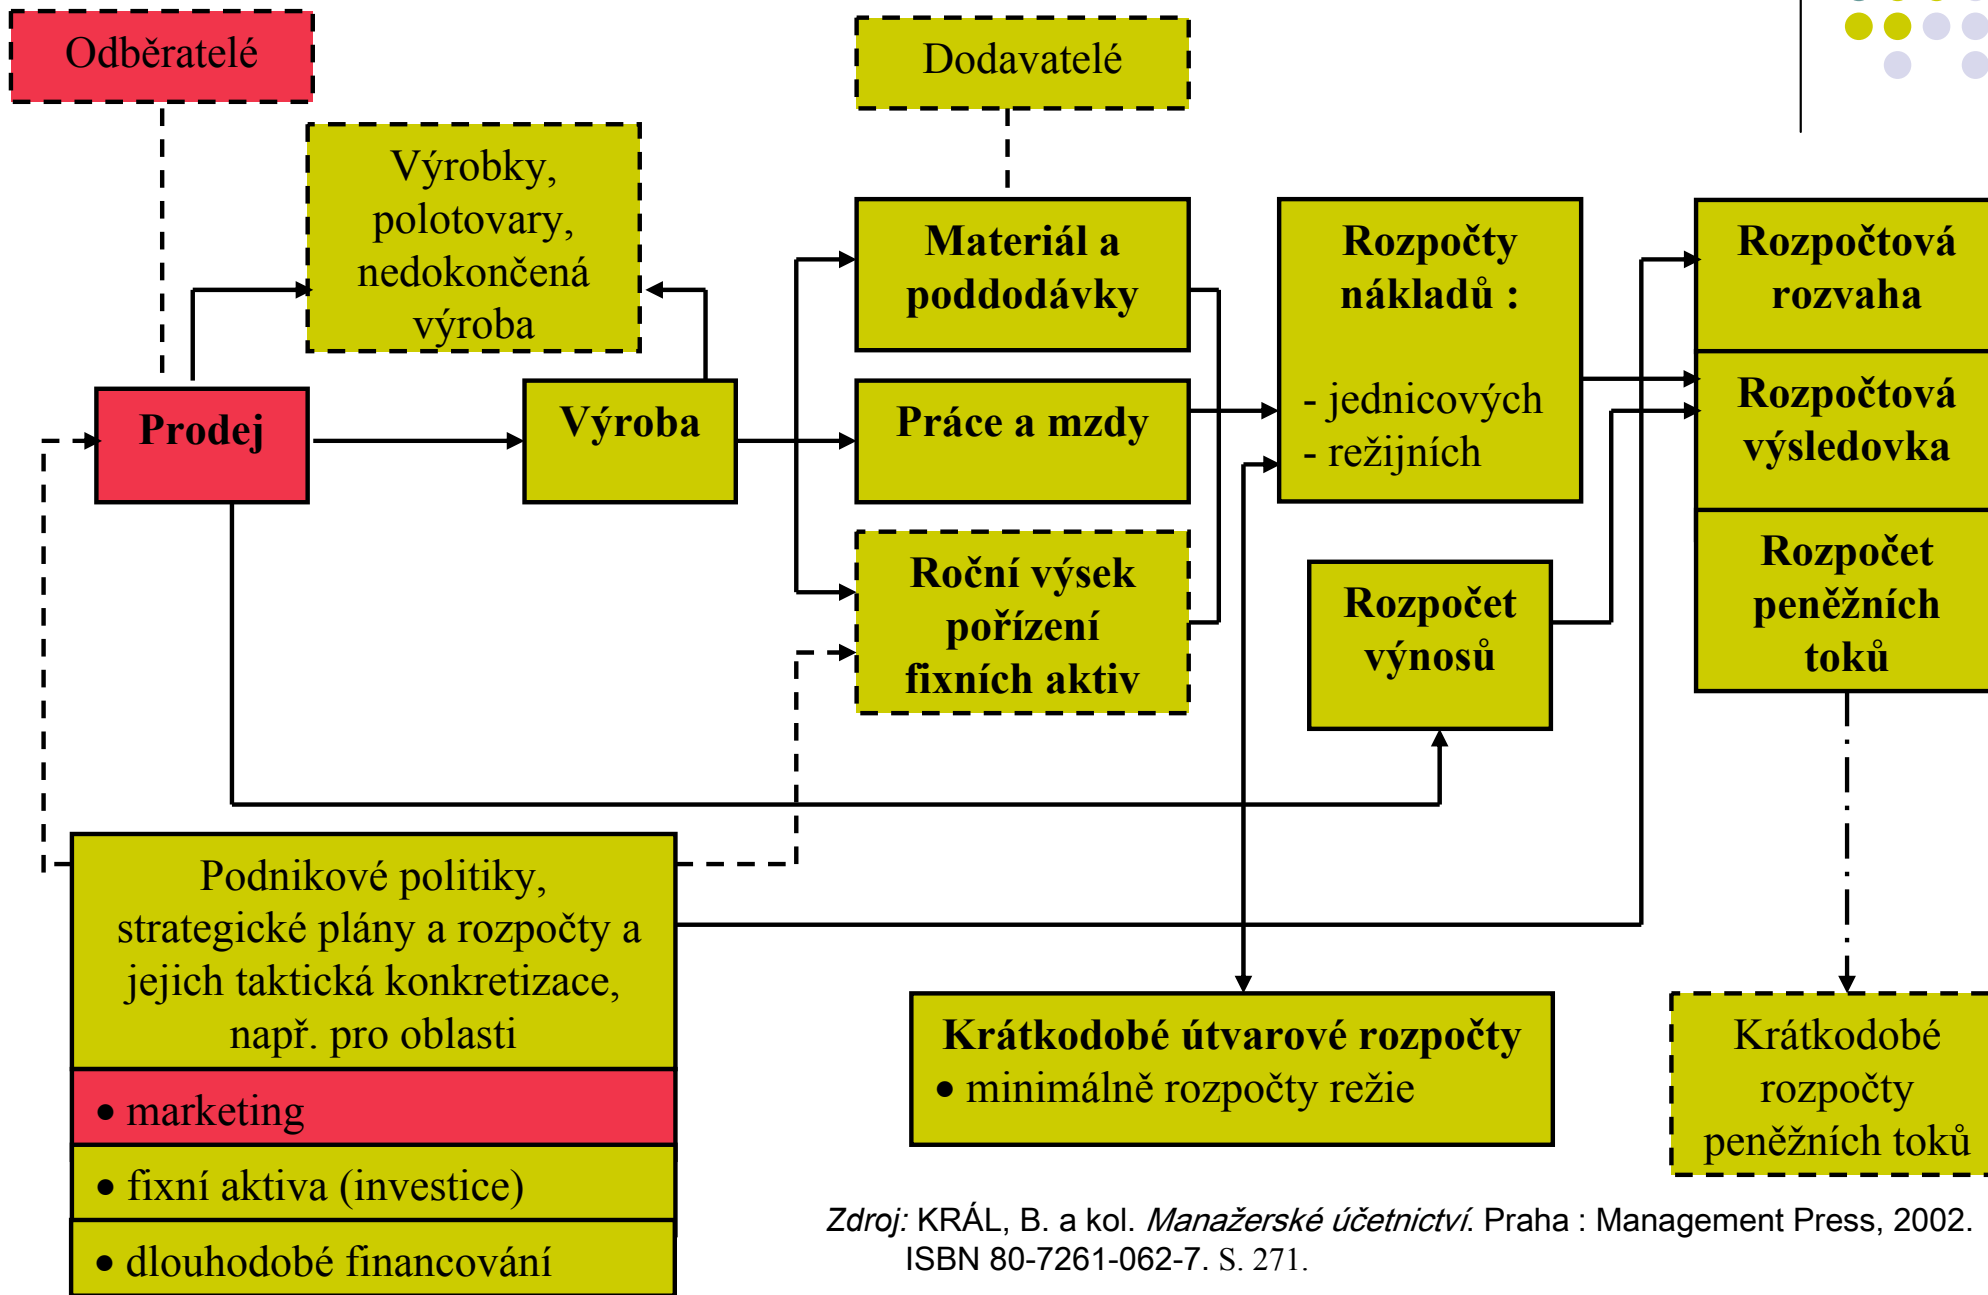 Odběratelé
Dodavatelé
Výrobky,
polotovary,
nedokončená
výroba
Materiál a
poddodávky
Rozpočty
nákladů :
- jednicových
- režijních
Rozpočtová
rozvaha
Prodej
Výroba
Práce a mzdy
Rozpočtová
výsledovka
Roční výsek
pořízení
fixních aktiv
Rozpočet
výnosů
Rozpočet
peněžních
toků
Podnikové politiky,
strategické plány a rozpočty a
jejich taktická konkretizace,
např. pro oblasti
• marketing
• fixní aktiva (investice)
• dlouhodobé financování
Krátkodobé útvarové rozpočty
• minimálně rozpočty režie
Krátkodobé
rozpočty
peněžních toků
Zdroj: KRÁL, B. a kol. Manažerské účetnictví. Praha : Management Press, 2002.
ISBN 80-7261-062-7. S. 271.